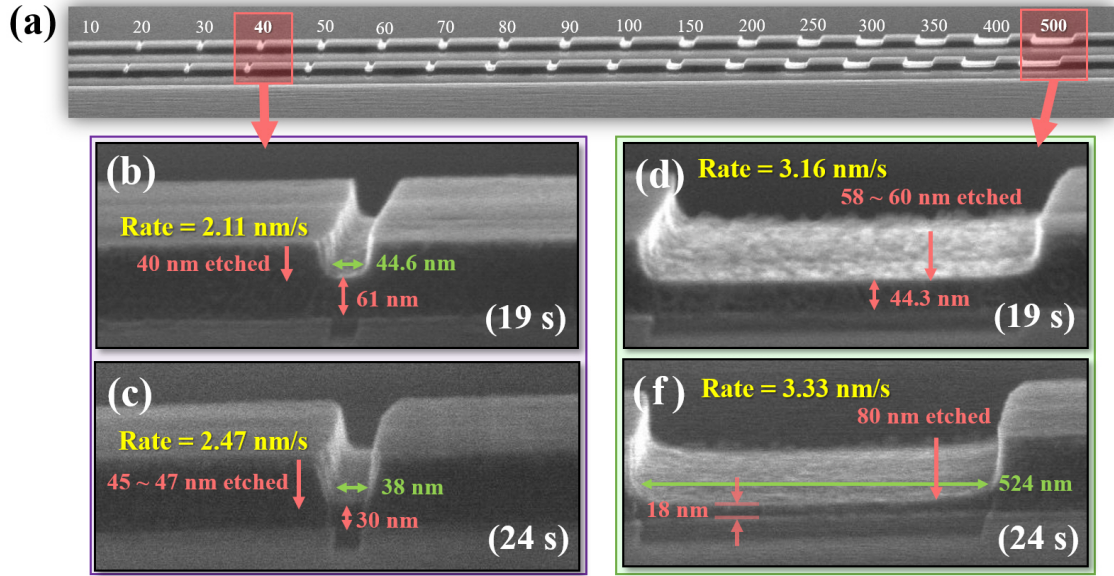 (a)
10 20 30 40 50 60 70 80 90 100 150 200 250 300 350 400 500
(b)
Rate = 2.11 nm/s
40 nm etched
44.6 nm
61 nm
(19 s)
(c)
Rate = 2.47 nm/s
45 ~ 47 nm etched
38 nm
30 nm
(24 s)
(d)
Rate = 3.16 nm/s
58 ~ 60 nm etched
44.3 nm
(19 s)
(f)
Rate = 3.33 nm/s
80 nm etched
524 nm
18 nm
(24 s)